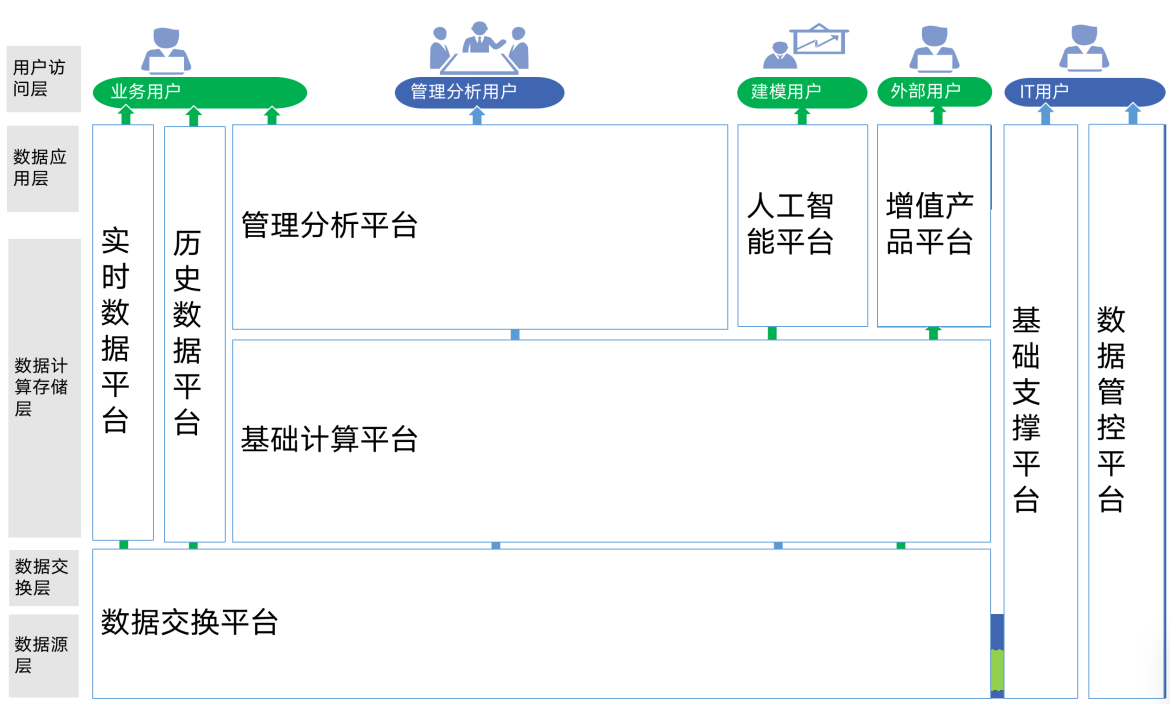 用户访
问层
业务用户
管理分析用户
建模用户
外部用户
IT用户
数据应
用层
实
时
数
据
平
台
历
史
数
据
平
台
管理分析平台
人工智
能平台
增值产
品平台
基
础
支
撑
平
台
数
据
管
控
平
台
数据计
算存储
层
基础计算平台
数据交
换层
数据交换平台
数据源
层